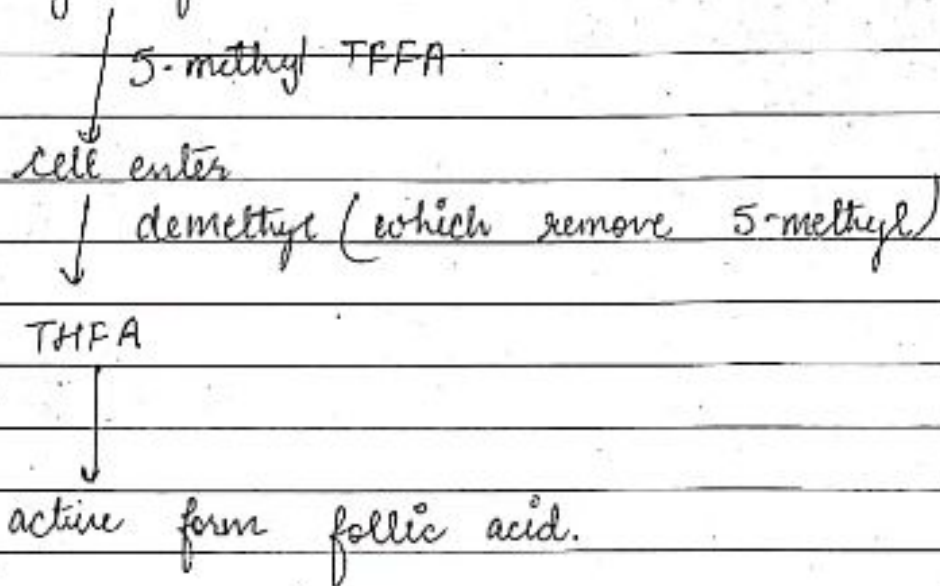 5-methyl TFFA
cell enter
demethyl (which remove 5-methyl)
THFA
active form follic acid.